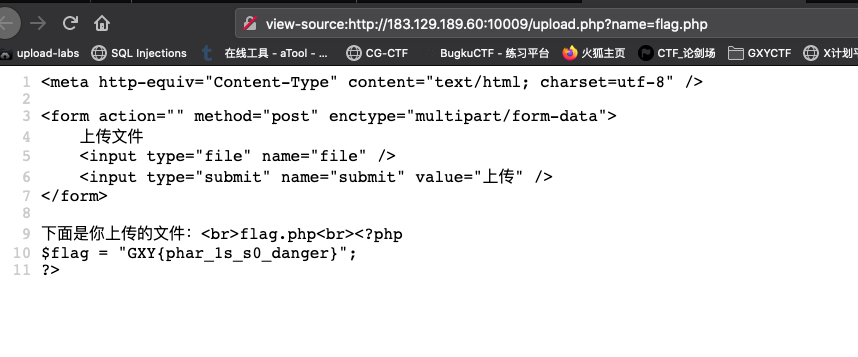 view-source:http://183.129.189.60:10009/upload.php?name=flag.php
upload-labs SQL Injections 在线工具 - aTool - ... CG-CTF BugkuCTF - 练习平台 火狐主页 CTF_论剑场 GXYCTF X计划平
1 <meta http-equiv="Content-Type" content="text/html; charset=utf-8" />
2
3 <form action="" method="post" enctype="multipart/form-data">
4 上传文件
5 <input type="file" name="file" />
6 <input type="submit" name="submit" value="上传" />
7 </form>
8
9 下面是你上传的文件：<br>flag.php<br><?php
10 $flag = "GXY{phar_1s_s0_danger}";
11 ?>